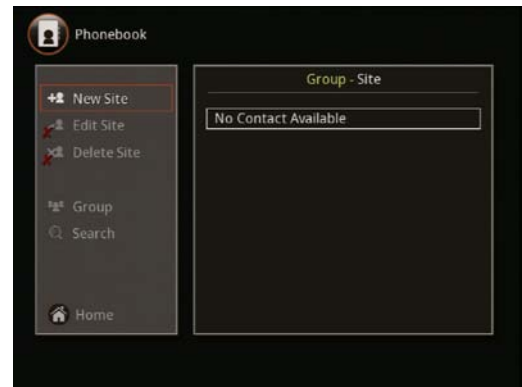 Phonebook
New Site
Edit Site
Delete Site
Group
Search
Home
Group - Site
No Contact Available